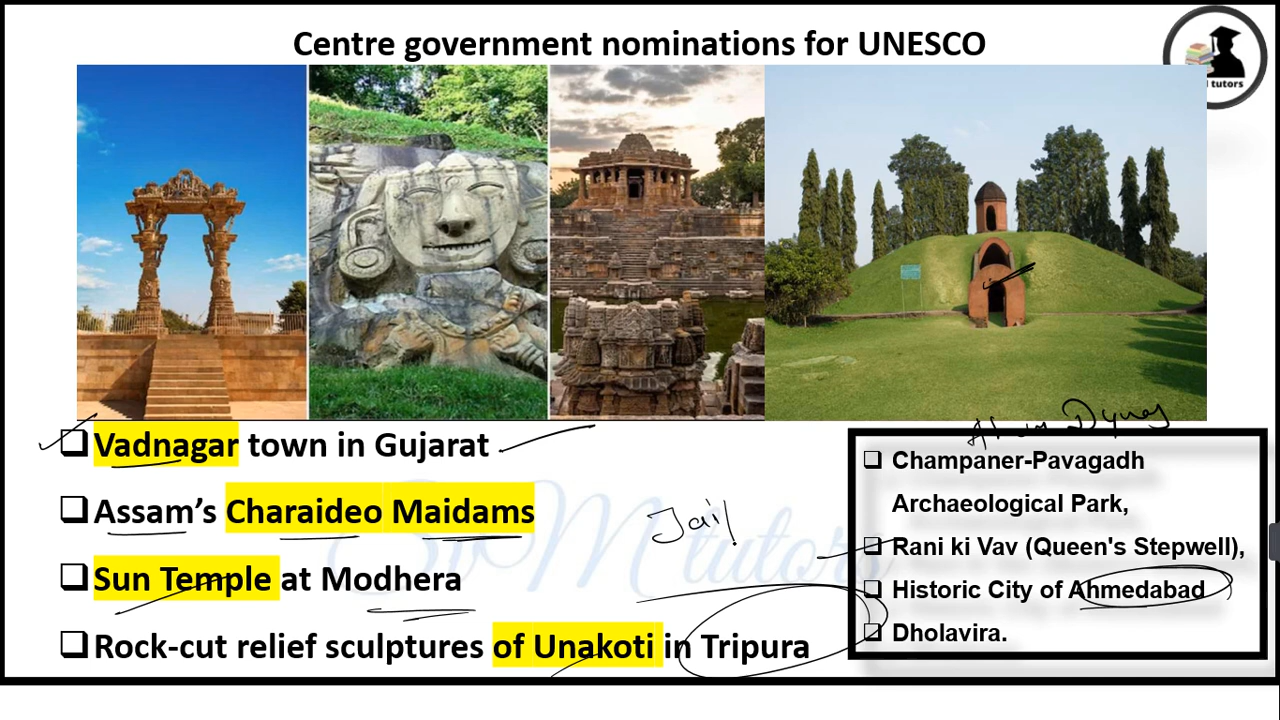 Centre government nominations for UNESCO
tutors
Vadnagar town in Gujarat
Assam's Charaideo Maidams
Sun Temple at Modhera
Rock-cut relief sculptures of Unakoti in Tripura
Jail
Champaner-Pavagadh
Archaeological Park,
Rani ki Vav (Queen's Stepwell),
Historic City of Ahmedabad
Dholavira.
tutors